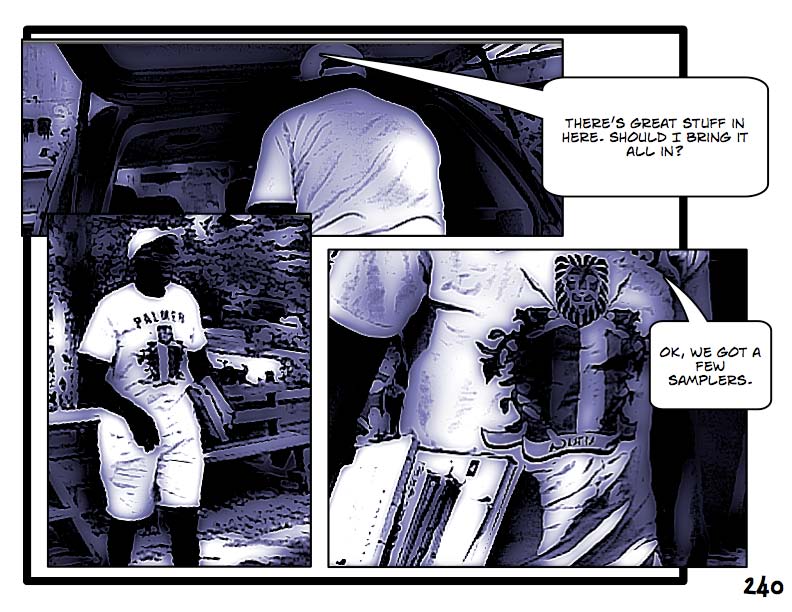 THERE'S GREAT STUFF IN
HERE. SHOULD I BRING IT
ALL IN?
PALMER
OK, WE GOT A
FEW
SAMPLERS.
240